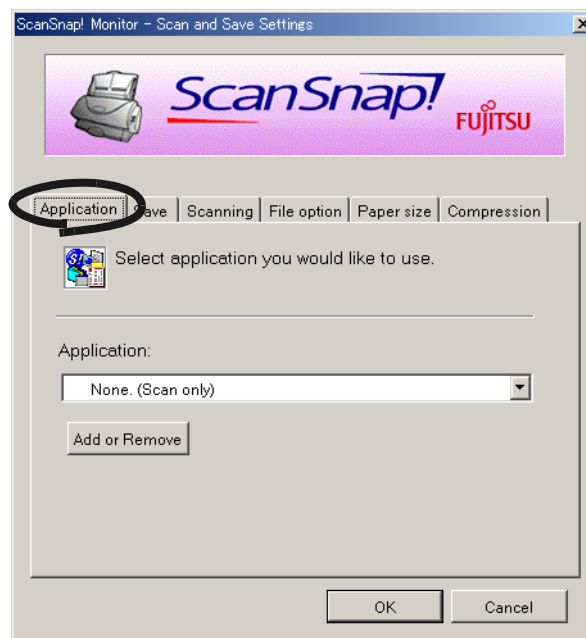 ScanSnap! Monitor - Scan and Save Settings
ScanSnap!
FUJITSU
Application Save Scanning File option Paper size Compression
S!
Select application you would like to use.
Application:
None. (Scan only)
Add or Remove
OK Cancel